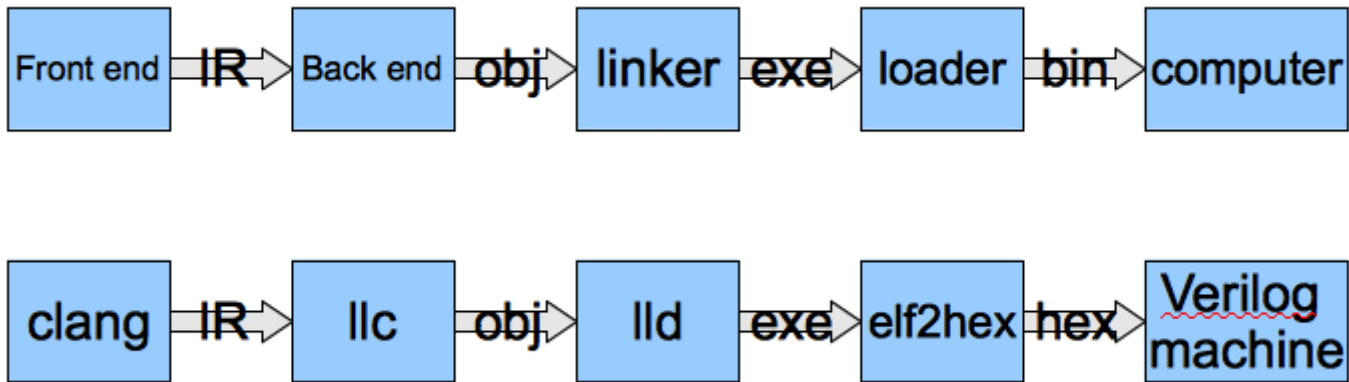 Front end IR Back end obj linker exe loader bin computer
clang IR llc obj lld exe elf2hex hex Verilog
machine